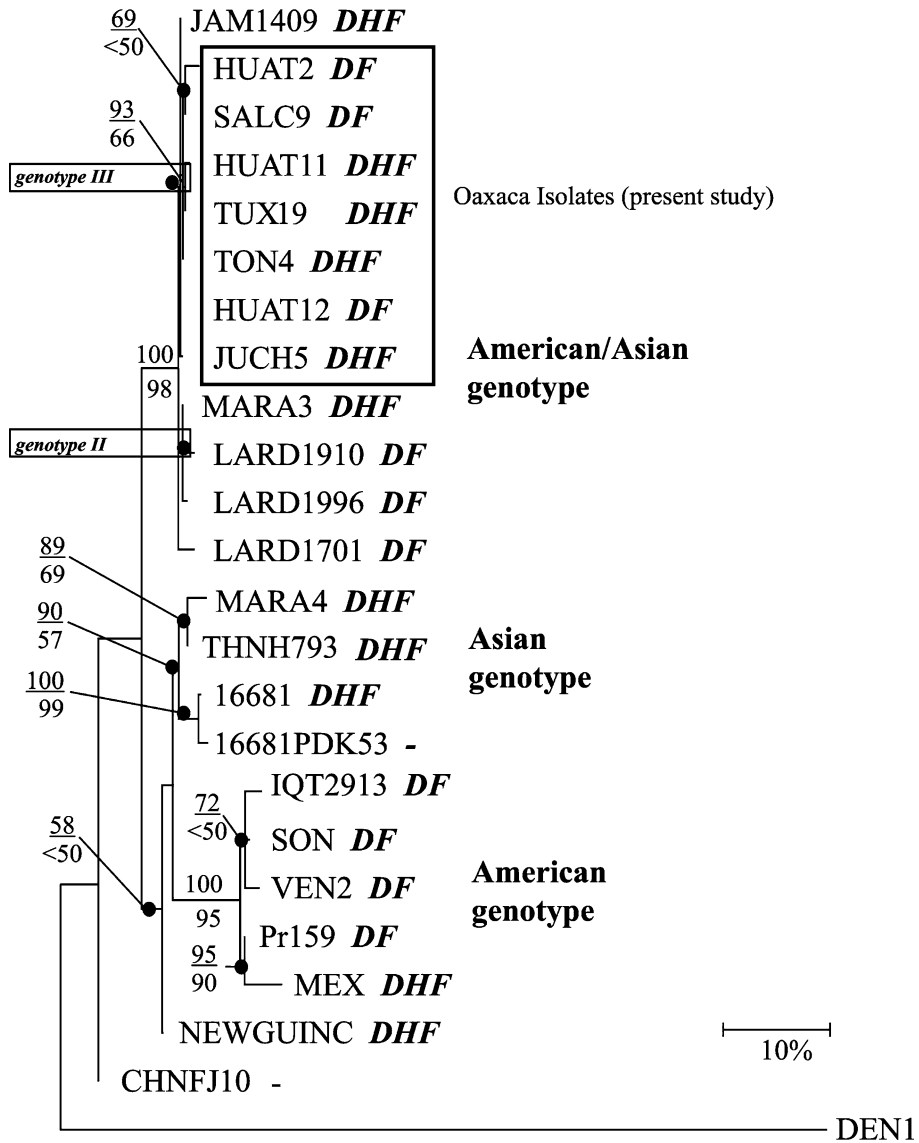 69
<50
JAM1409 DHF
HUAT2 DF
93
66
SALC9 DF
genotype III
HUAT11 DHF
TUX19 DHF
Oaxaca Isolates (present study)
TON4 DHF
HUAT12 DF
100
98
JUCH5 DHF
American/Asian
genotype
MARA3 DHF
genotype II
LARD1910 DF
LARD1996 DF
LARD1701 DF
89
69
MARA4 DHF
90
57
THNH793 DHF
Asian
genotype
100
99
16681 DHF
16681PDK53 -
IQT2913 DF
72
<50
58
<50
SON DF
VEN2 DF
American
genotype
100
95
Pr159 DF
95
90
MEX DHF
NEWGUINC DHF
10%
CHNFJ10 -
DEN1